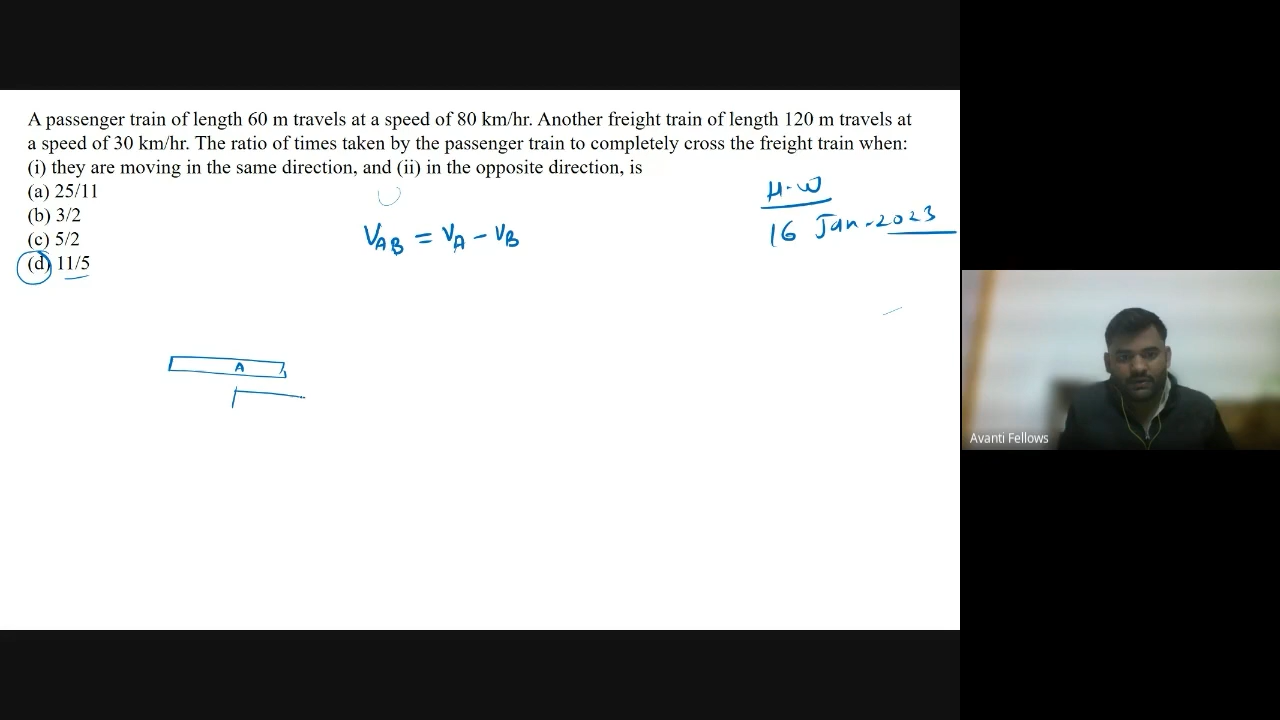 A passenger train of length 60 m travels at a speed of 80 km/hr. Another freight train of length 120 m travels at
a speed of 30 km/hr. The ratio of times taken by the passenger train to completely cross the freight train when:
(i) they are moving in the same direction, and (ii) in the opposite direction, is
(a) 25/11
(b) 3/2
(c) 5/2
(d) 11/5
H.W
16 Jan-2023
V_AB = V_A - V_B
A
Avanti Fellows